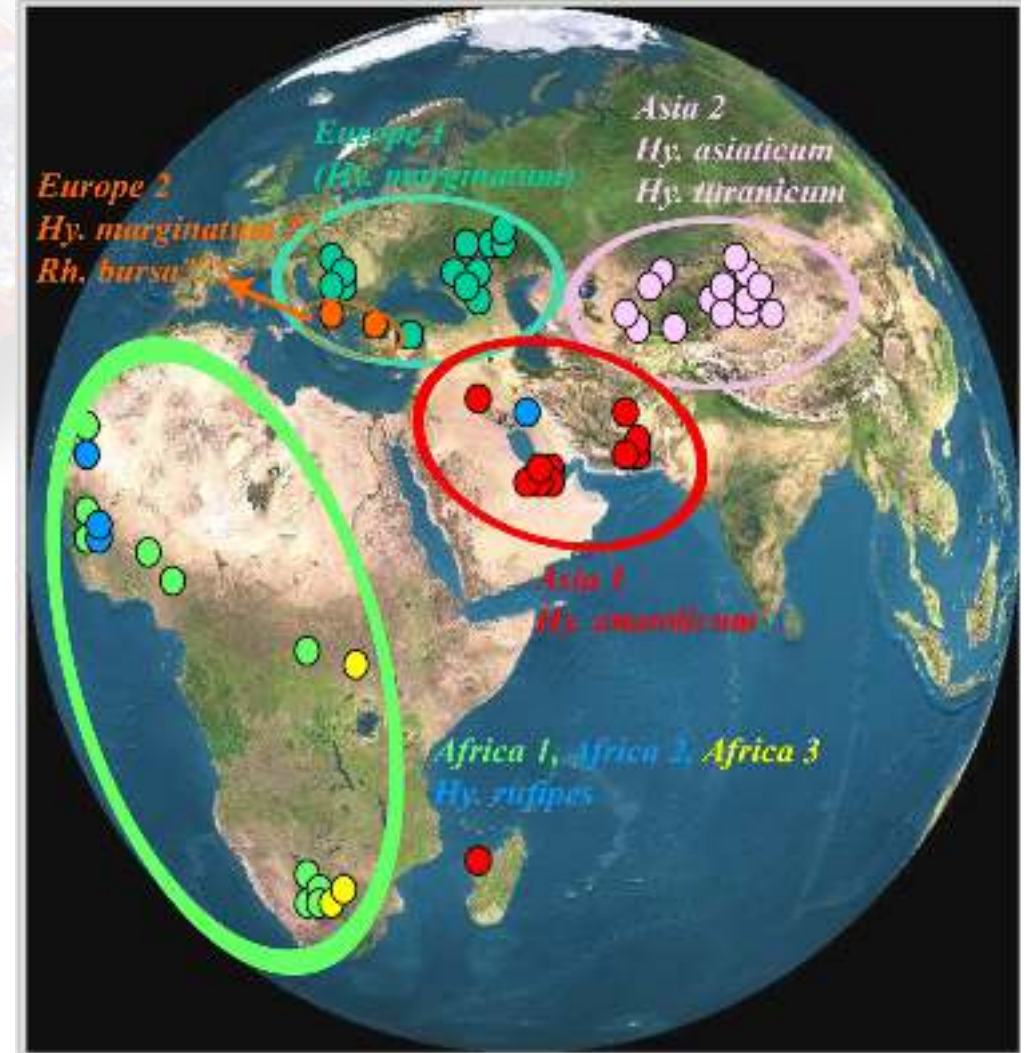 Asia 2
Hy. asiaticum
Hy. turanicum
Europe 1
(Hy. marginatum)
Europe 2
Hy. marginatum
Rh. bursa
Asia 1
Hy.
Africa 1, Africa 2, Africa 3
Hy. rufipes